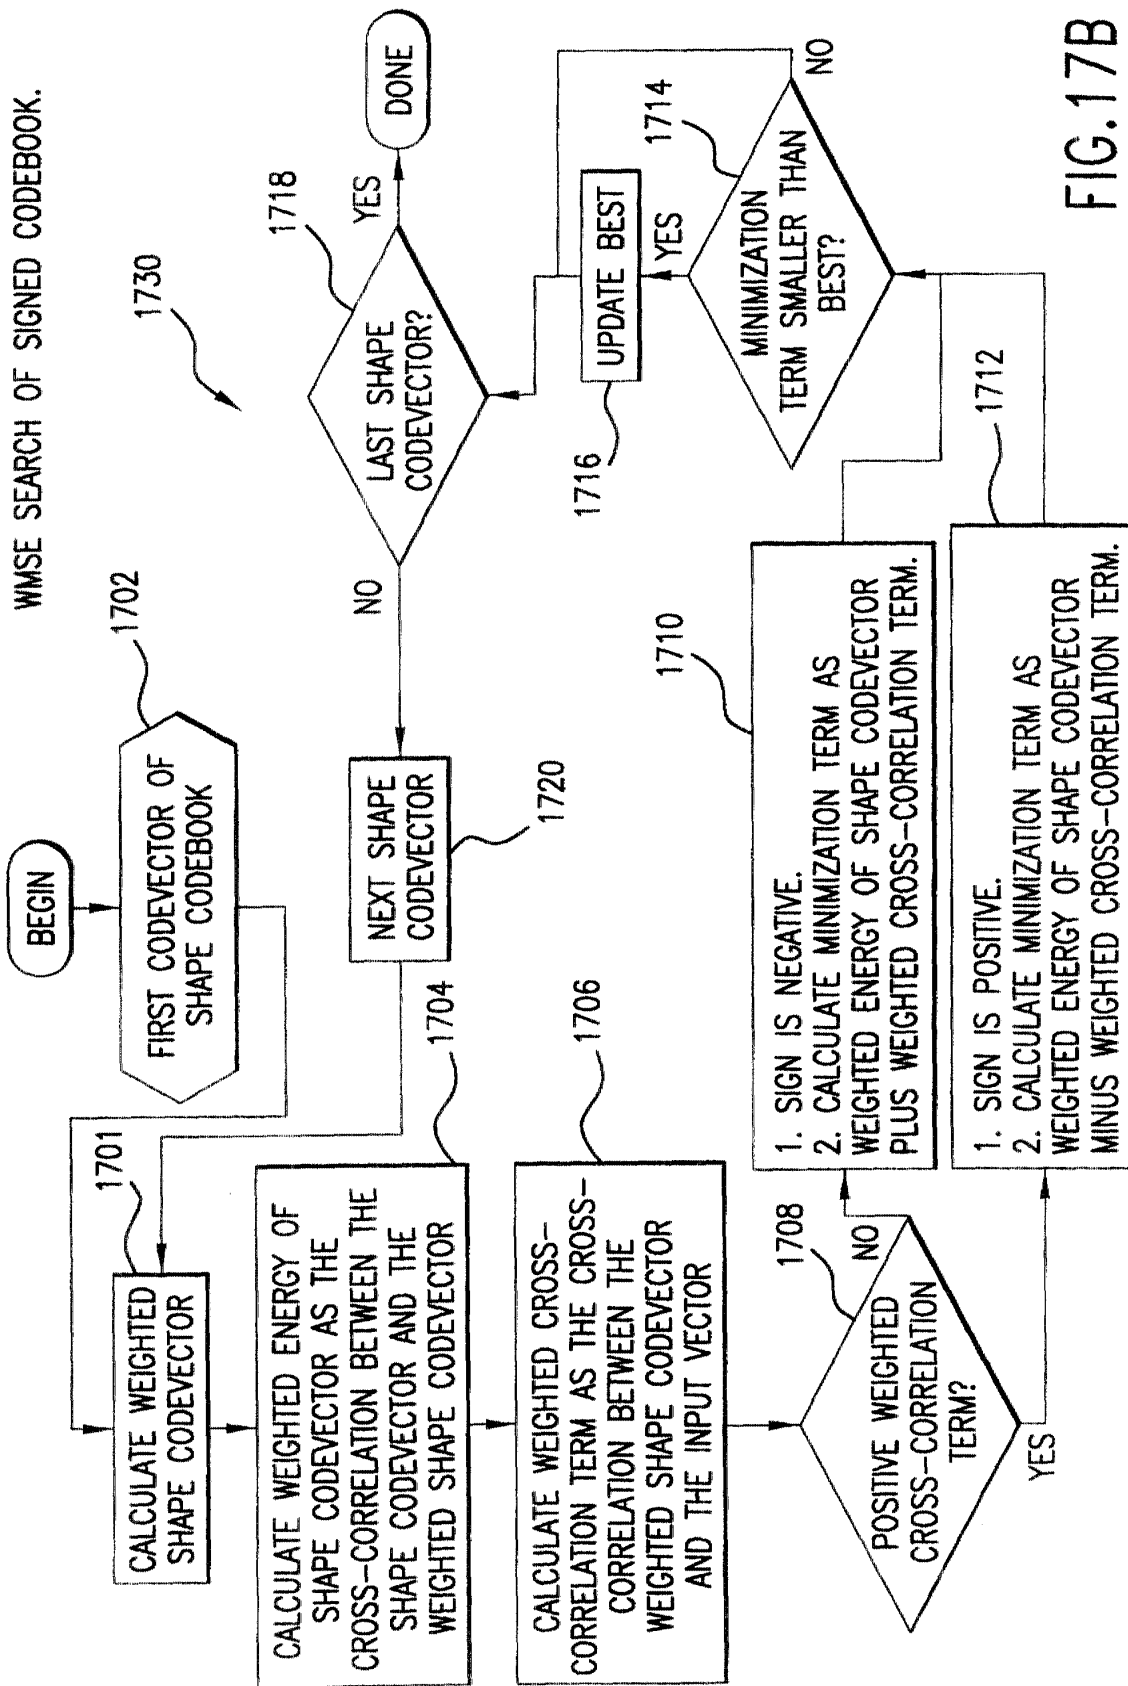 WMSE SEARCH OF SIGNED CODEBOOK.
BEGIN
FIRST CODEVECTOR OF
SHAPE CODEBOOK
1702
1730
1701
CALCULATE WEIGHTED
SHAPE CODEVECTOR
NEXT SHAPE
CODEVECTOR
1720
NO
LAST SHAPE
CODEVECTOR?
1718
YES
DONE
CALCULATE WEIGHTED ENERGY OF
SHAPE CODEVECTOR AS THE
CROSS-CORRELATION BETWEEN THE
SHAPE CODEVECTOR AND THE
WEIGHTED SHAPE CODEVECTOR
1704
CALCULATE WEIGHTED CROSS-
CORRELATION TERM AS THE CROSS-
CORRELATION BETWEEN THE
WEIGHTED SHAPE CODEVECTOR
AND THE INPUT VECTOR
1706
1716
UPDATE BEST
YES
1714
MINIMIZATION
TERM SMALLER THAN
BEST?
NO
1708
POSITIVE WEIGHTED
CROSS-CORRELATION
TERM?
NO
YES
1710
1. SIGN IS NEGATIVE.
2. CALCULATE MINIMIZATION TERM AS
WEIGHTED ENERGY OF SHAPE CODEVECTOR
PLUS WEIGHTED CROSS-CORRELATION TERM.
1712
1. SIGN IS POSITIVE.
2. CALCULATE MINIMIZATION TERM AS
WEIGHTED ENERGY OF SHAPE CODEVECTOR
MINUS WEIGHTED CROSS-CORRELATION TERM.
FIG.17B